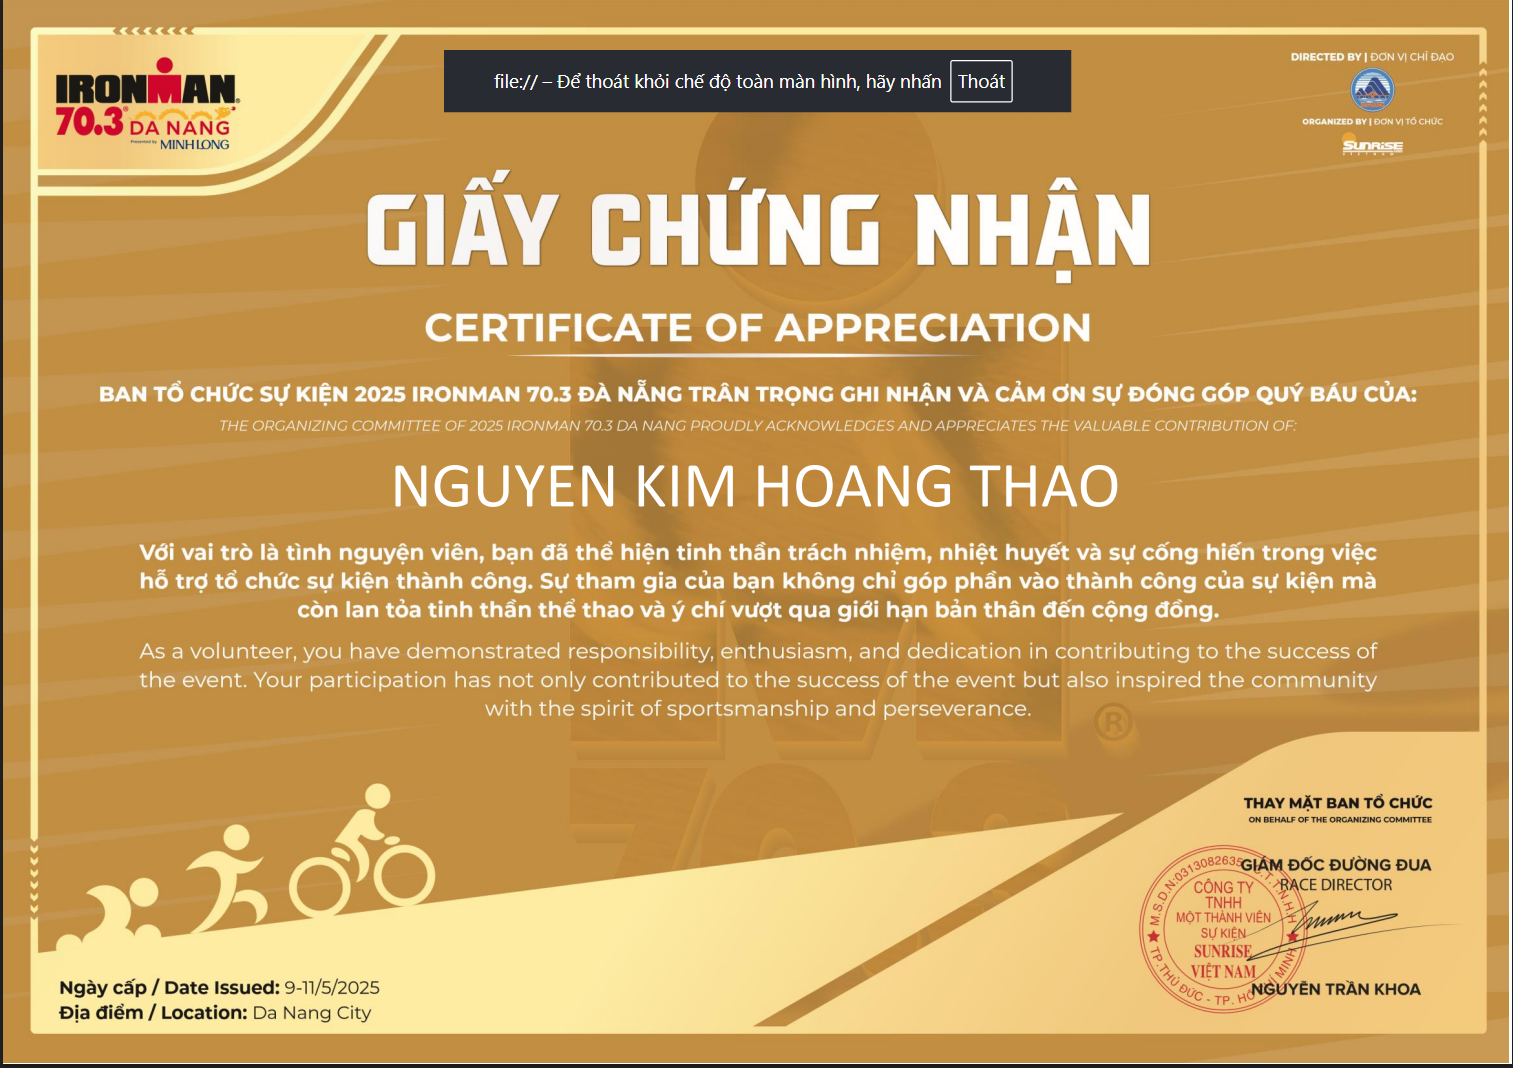 IRONMAN
70.3 DA NANG
Presented by MINH LONG
file:// – Để thoát khỏi chế độ toàn màn hình, hãy nhấn Thoát
DIRECTED BY | ĐƠN VỊ CHỈ ĐẠO
ORGANIZED BY | ĐƠN VỊ TỔ CHỨC
SUNRISE
VIETNAM
GIẤY CHỨNG NHẬN
CERTIFICATE OF APPRECIATION
BAN TỔ CHỨC SỰ KIỆN 2025 IRONMAN 70.3 ĐÀ NẴNG TRÂN TRỌNG GHI NHẬN VÀ CẢM ƠN SỰ ĐÓNG GÓP QUÝ BÁU CỦA:
THE ORGANIZING COMMITTEE OF 2025 IRONMAN 70.3 DA NANG PROUDLY ACKNOWLEDGES AND APPRECIATES THE VALUABLE CONTRIBUTION OF:
NGUYEN KIM HOANG THAO
Với vai trò là tình nguyện viên, bạn đã thể hiện tinh thần trách nhiệm, nhiệt huyết và sự cống hiến trong việc
hỗ trợ tổ chức sự kiện thành công. Sự tham gia của bạn không chỉ góp phần vào thành công của sự kiện mà
còn lan tỏa tinh thần thể thao và ý chí vượt qua giới hạn bản thân đến cộng đồng.
As a volunteer, you have demonstrated responsibility, enthusiasm, and dedication in contributing to the success of
the event. Your participation has not only contributed to the success of the event but also inspired the community
with the spirit of sportsmanship and perseverance.
THAY MẶT BAN TỔ CHỨC
ON BEHALF OF THE ORGANIZING COMMITTEE
GIÁM ĐỐC ĐƯỜNG ĐUA
RACE DIRECTOR
M.S.D.N:0313082635 C.T.T.N.H.H
CÔNG TY
TNHH
MỘT THÀNH VIÊN
SỰ KIỆN
SUNRISE
VIỆT NAM
TP.THỦ ĐỨC - TP. HỒ CHÍ MINH
NGUYỄN TRẦN KHOA
Ngày cấp / Date Issued: 9-11/5/2025
Địa điểm / Location: Da Nang City